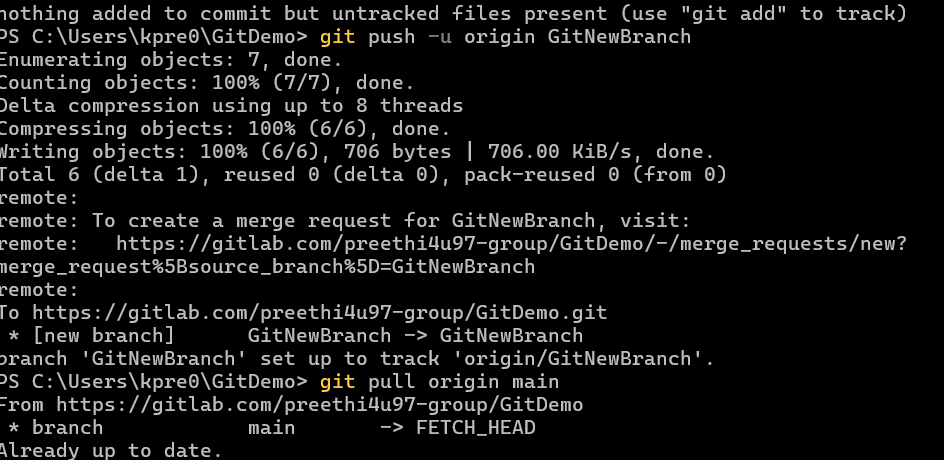 nothing added to commit but untracked files present (use "git add" to track)
PS C:\Users\kpre0\GitDemo> git push -u origin GitNewBranch
Enumerating objects: 7, done.
Counting objects: 100% (7/7), done.
Delta compression using up to 8 threads
Compressing objects: 100% (6/6), done.
Writing objects: 100% (6/6), 706 bytes | 706.00 KiB/s, done.
Total 6 (delta 1), reused 0 (delta 0), pack-reused 0 (from 0)
remote:
remote: To create a merge request for GitNewBranch, visit:
remote:   https://gitlab.com/preethi4u97-group/GitDemo/-/merge_requests/new?
merge_request%5Bsource_branch%5D=GitNewBranch
remote:
To https://gitlab.com/preethi4u97-group/GitDemo.git
 * [new branch]      GitNewBranch -> GitNewBranch
branch 'GitNewBranch' set up to track 'origin/GitNewBranch'.
PS C:\Users\kpre0\GitDemo> git pull origin main
From https://gitlab.com/preethi4u97-group/GitDemo
 * branch            main       -> FETCH_HEAD
Already up to date.